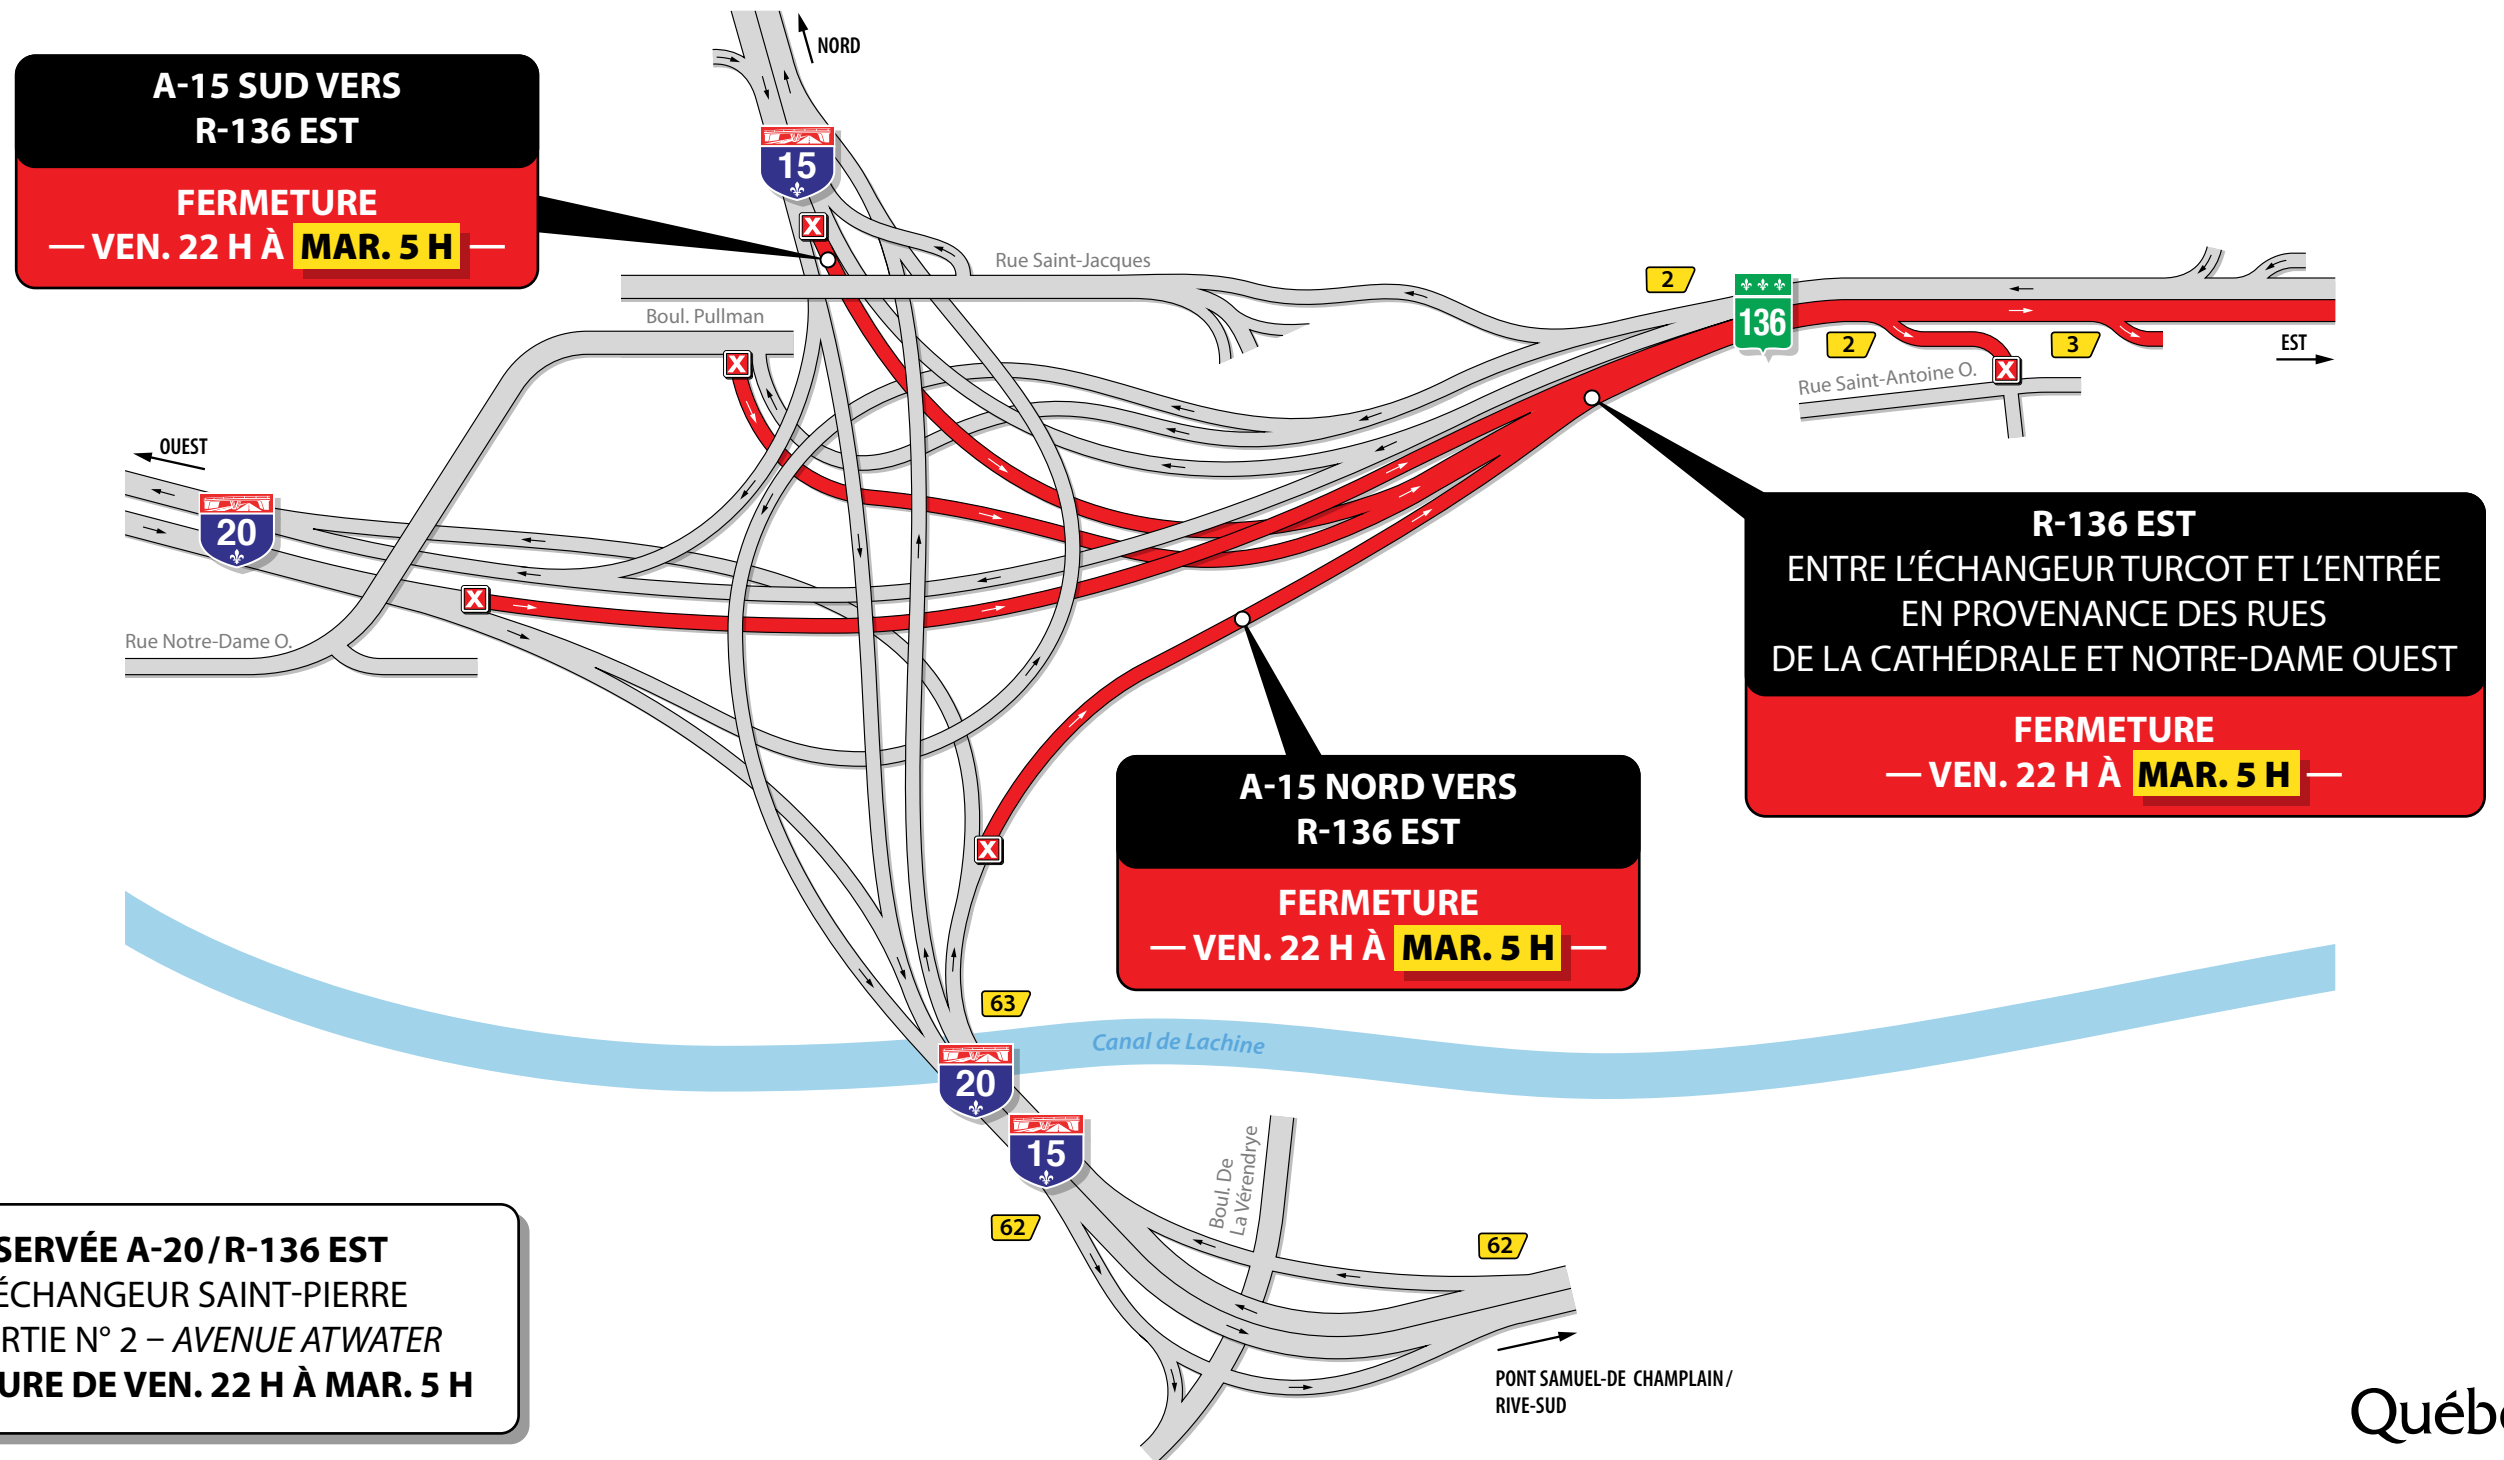 NORD
A-15 SUD VERS
R-136 EST
FERMETURE
— VEN. 22 H À MAR. 5 H —
15
Rue Saint-Jacques
Boul. Pullman
2
136
2
3
EST
Rue Saint-Antoine O.
OUEST
20
Rue Notre-Dame O.
R-136 EST
ENTRE L'ÉCHANGEUR TURCOT ET L'ENTRÉE
EN PROVENANCE DES RUES
DE LA CATHÉDRALE ET NOTRE-DAME OUEST
FERMETURE
— VEN. 22 H À MAR. 5 H —
A-15 NORD VERS
R-136 EST
FERMETURE
— VEN. 22 H À MAR. 5 H —
X
X
X
X
X
63
Canal de Lachine
20
15
Boul. De
La Vérendrye
62
62
PONT SAMUEL-DE CHAMPLAIN/
RIVE-SUD
SERVÉE A-20/R-136 EST
ÉCHANGEUR SAINT-PIERRE
RTIE N° 2 – AVENUE ATWATER
URE DE VEN. 22 H À MAR. 5 H
Québ